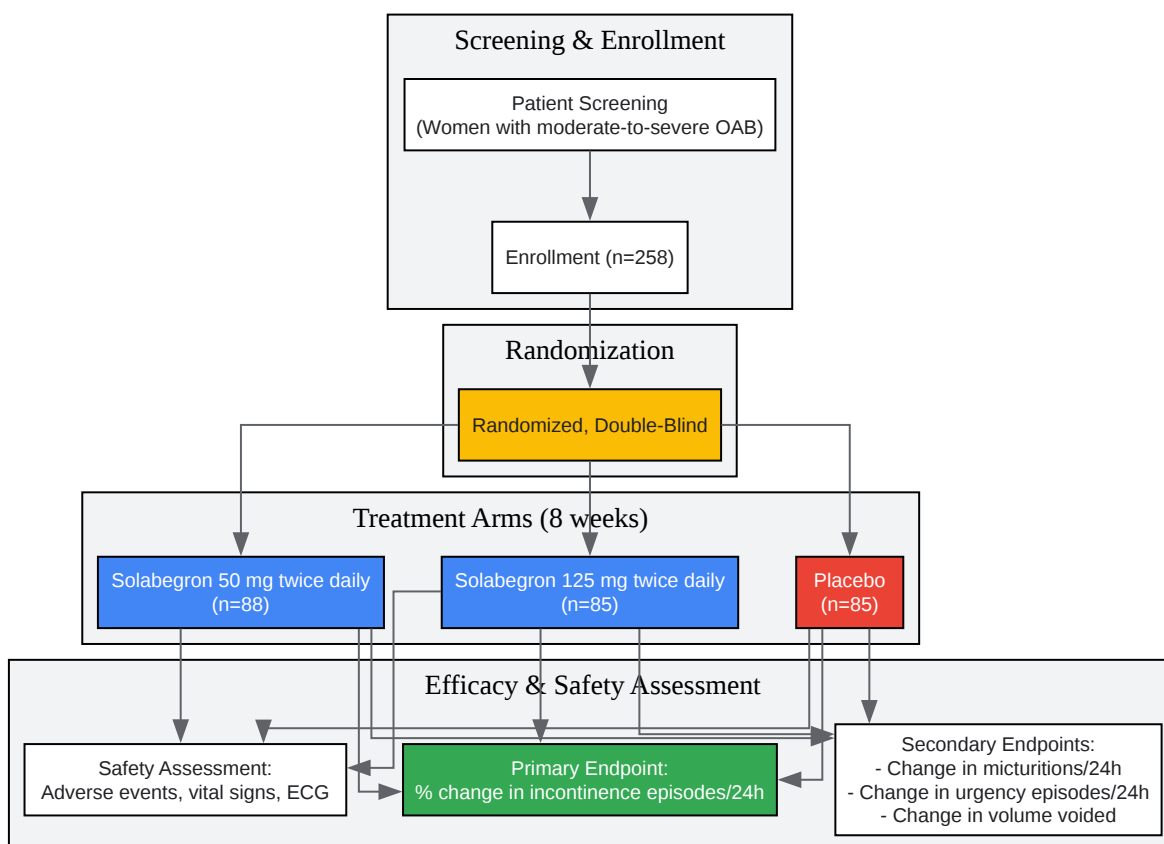 Screening & Enrollment
Patient Screening
(Women with moderate-to-severe OAB)
Enrollment (n=258)
Randomization
Randomized, Double-Blind
Treatment Arms (8 weeks)
Solabegron 50 mg twice daily
(n=88)
Solabegron 125 mg twice daily
(n=85)
Placebo
(n=85)
Efficacy & Safety Assessment
Safety Assessment:
Adverse events, vital signs, ECG
Primary Endpoint:
% change in incontinence episodes/24h
Secondary Endpoints:
- Change in micturitions/24h
- Change in urgency episodes/24h
- Change in volume voided